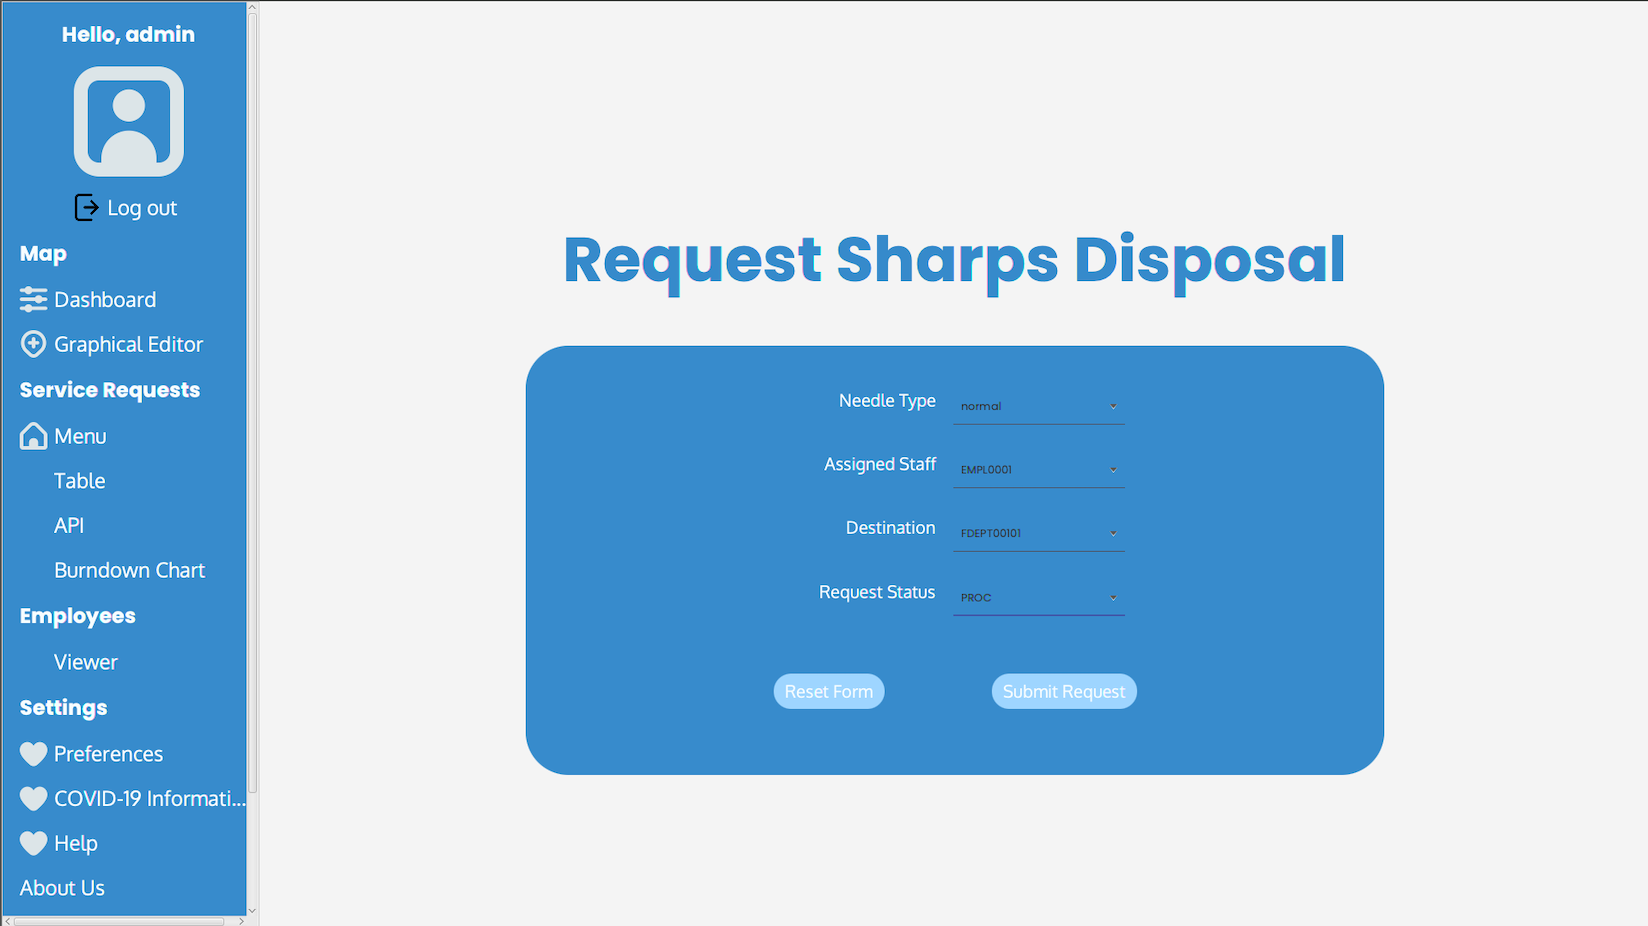 Hello, admin
Log out
Map
Dashboard
Graphical Editor
Service Requests
Menu
Table
API
Burndown Chart
Employees
Viewer
Settings
Preferences
COVID-19 Informati...
Help
About Us
Request Sharps Disposal
Needle Type normal
Assigned Staff EMPL0001
Destination FDEPT00101
Request Status PROC
Reset Form Submit Request